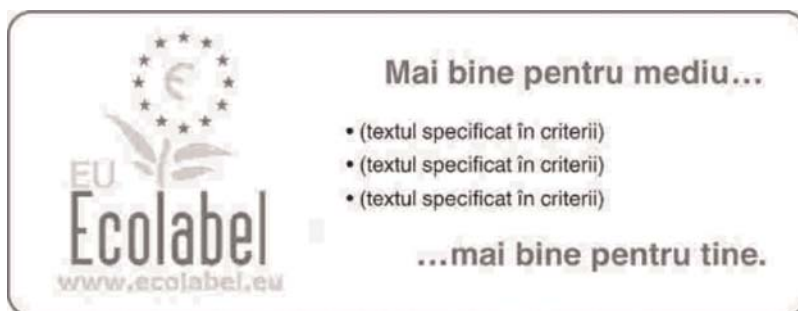 EU
Ecolabel
www.ecolabel.eu
Mai bine pentru mediu…
• (textul specificat în criterii)
• (textul specificat în criterii)
• (textul specificat în criterii)
…mai bine pentru tine.